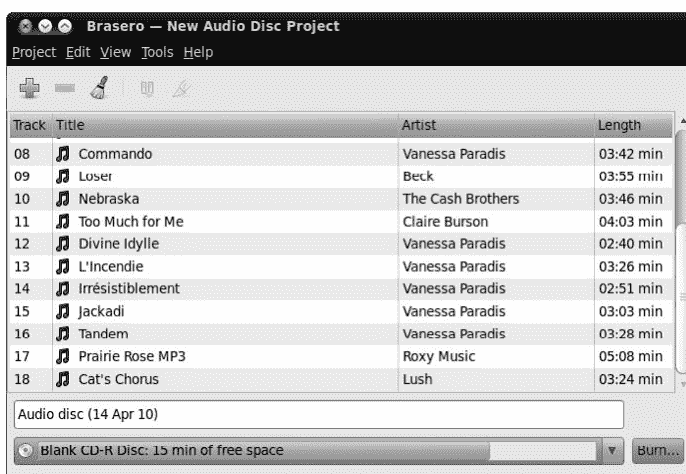 Brasero — New Audio Disc Project
Project Edit View Tools Help
Track Title Artist Length
08 Commando Vanessa Paradis 03:42 min
09 Loser Beck 03:55 min
10 Nebraska The Cash Brothers 03:46 min
11 Too Much for Me Claire Burson 04:03 min
12 Divine Idylle Vanessa Paradis 02:40 min
13 L'Incendie Vanessa Paradis 03:26 min
14 Irrésistiblement Vanessa Paradis 02:51 min
15 Jackadi Vanessa Paradis 03:03 min
16 Tandem Vanessa Paradis 03:28 min
17 Prairie Rose MP3 Roxy Music 05:08 min
18 Cat's Chorus Lush 03:24 min
Audio disc (14 Apr 10)
Blank CD-R Disc: 15 min of free space Burn...